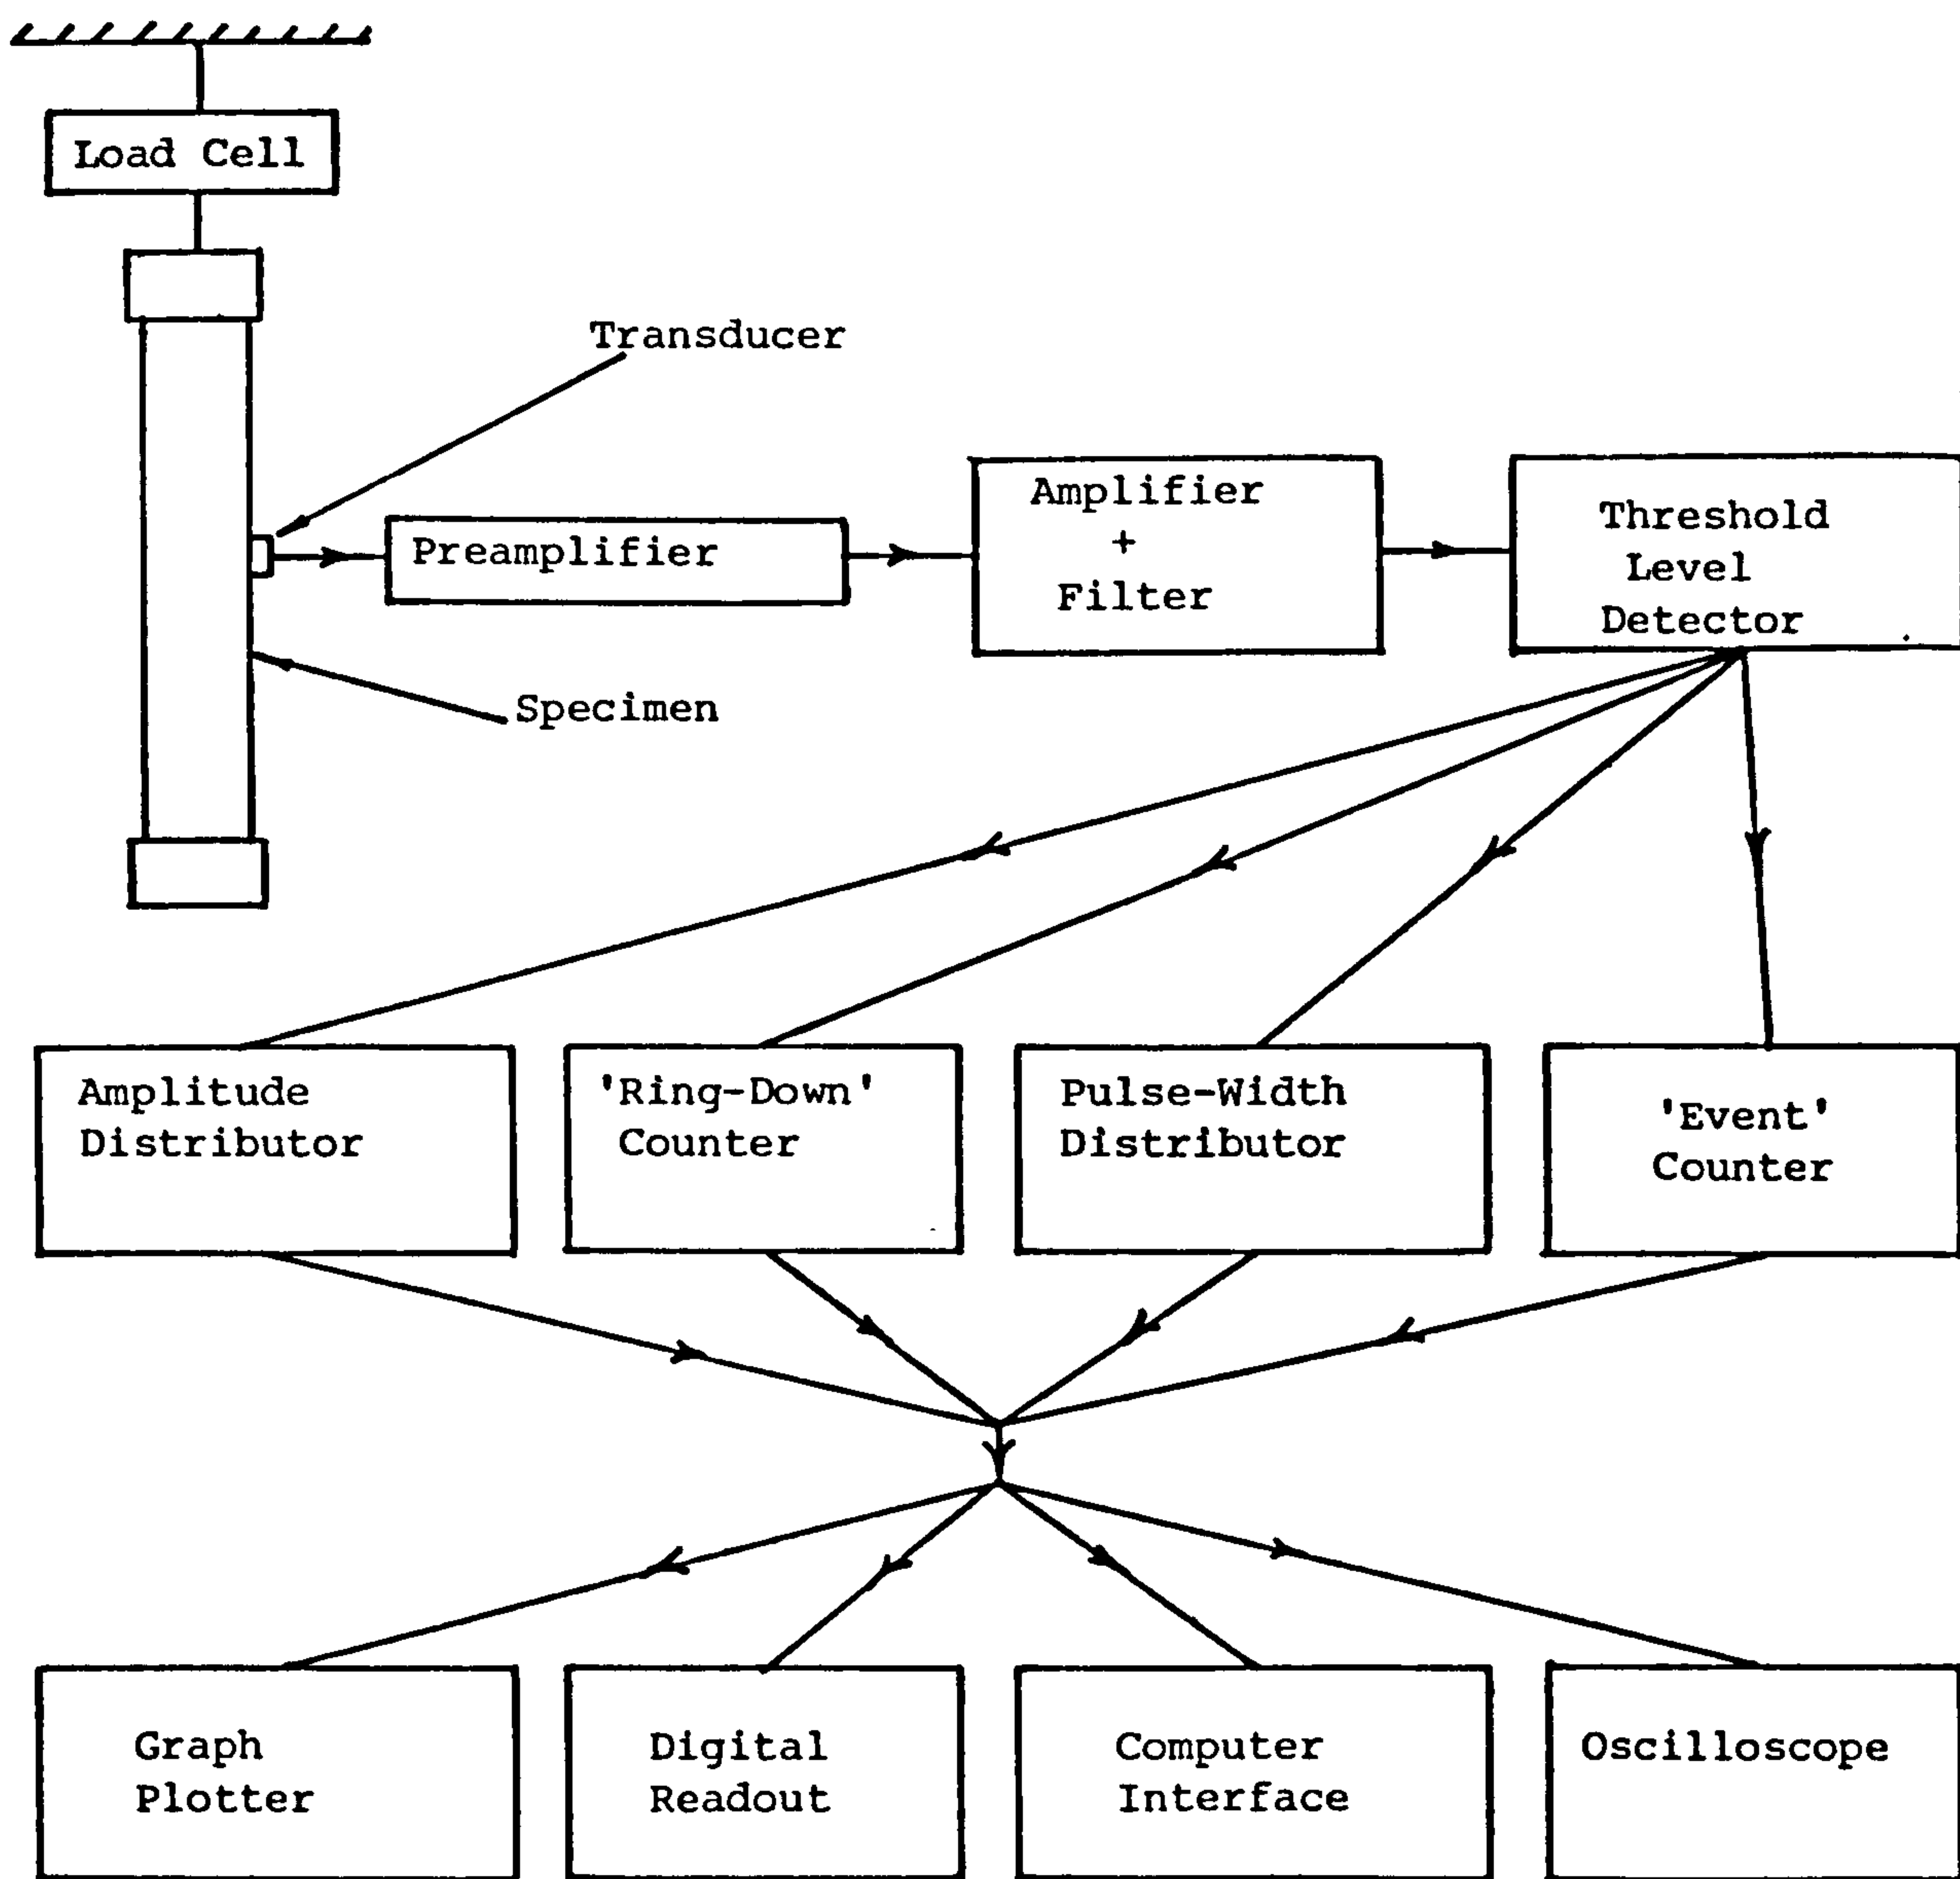 Load Cell
Transducer
Preamplifier
Amplifier
+
Filter
Threshold
Level
Detector
Specimen
Amplitude
Distributor
'Ring-Down'
Counter
Pulse-Width
Distributor
'Event'
Counter
Graph
Plotter
Digital
Readout
Computer
Interface
Oscilloscope